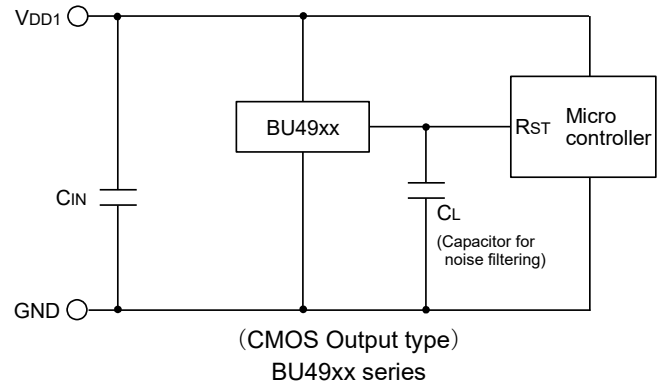 VDD1
BU49xx
RST
Micro
controller
CIN
CL
(Capacitor for
noise filtering)
GND
（CMOS Output type）
BU49xx series